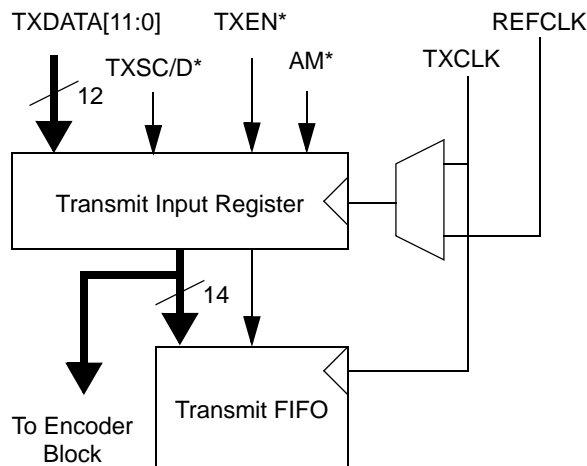 TXDATA[11:0]
TXEN*
REFCLK
TXSC/D*
AM*
TXCLK
12
Transmit Input Register
14
Transmit FIFO
To Encoder
Block